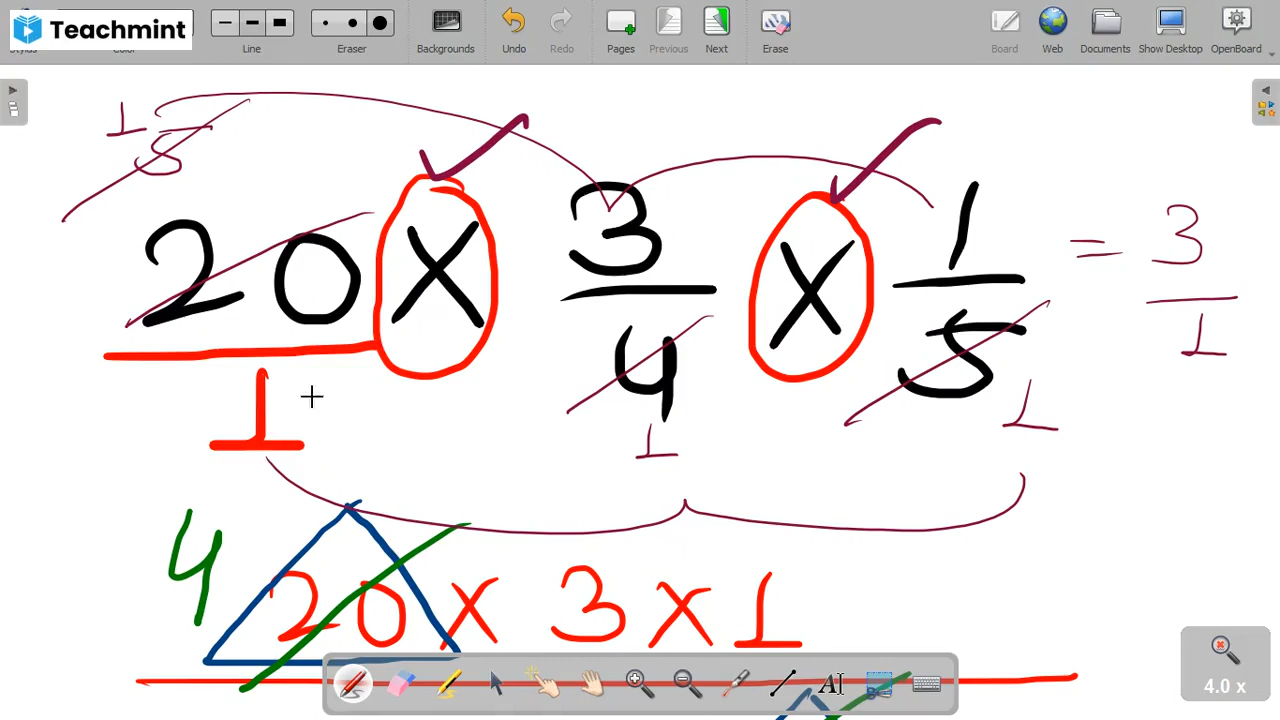 Teachmint
Line
Eraser
Backgrounds
Undo
Redo
Pages
Previous
Next
Erase
Board
Web
Documents
Show Desktop
OpenBoard
1
5
20 X 3/4 X 1/5 = 3/1
1
1
1
4
20 X 3 X 1
4.0 x